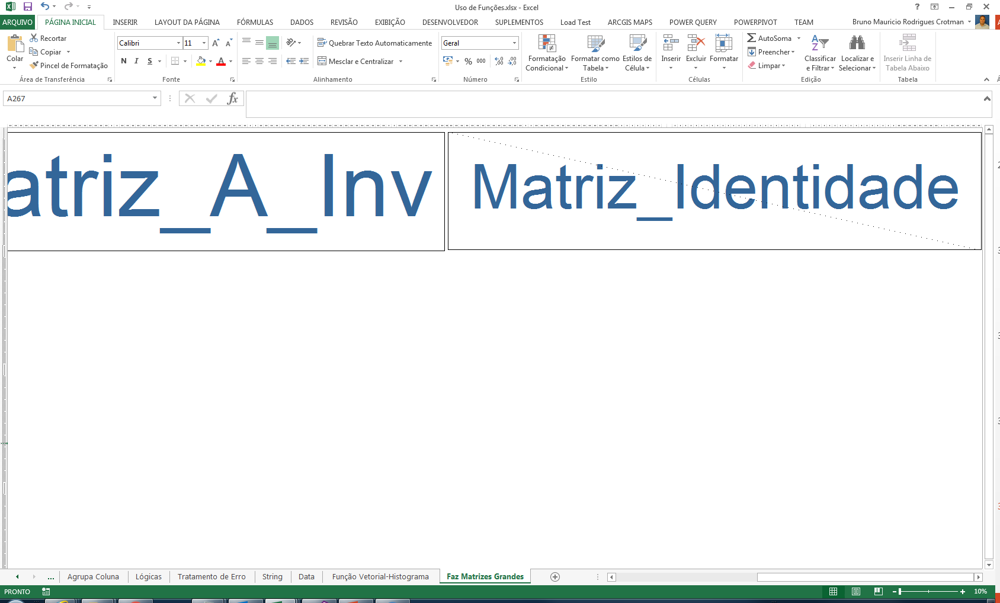 Uso de Funções.xlsx - Excel
ARQUIVO PÁGINA INICIAL INSERIR LAYOUT DA PÁGINA FÓRMULAS DADOS REVISÃO EXIBIÇÃO DESENVOLVEDOR SUPLEMENTOS Load Test ARCGIS MAPS POWER QUERY POWERPIVOT TEAM Bruno Mauricio Rodrigues Crotman
Colar
Recortar
Copiar
Pincel de Formatação
Área de Transferência
Calibri 11
N I S
Fonte
Quebrar Texto Automaticamente
Mesclar e Centralizar
Alinhamento
Geral
% 000
Número
Formatação
Condicional
Formatar como
Tabela
Estilos de
Célula
Estilo
Inserir Excluir Formatar
Células
AutoSoma
Preencher
Limpar
Classificar
e Filtrar
Localizar e
Selecionar
Edição
Inserir Linha de
Tabela Abaixo
Tabela
A267
fx
atriz_A_Inv
Matriz_Identidade
... Agrupa Coluna Lógicas Tratamento de Erro String Data Função Vetorial-Histograma Faz Matrizes Grandes
PRONTO
10%